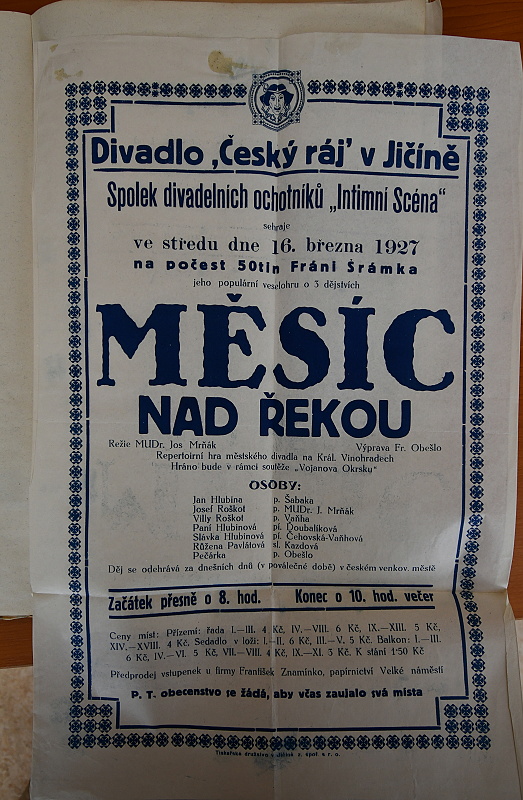 Divadlo ‚Český ráj' v Jičíně
Spolek divadelních ochotníků „Intimní Scéna"
sehraje
ve středu dne 16. března 1927
na počest 50tin Fráni Šrámka
jeho populární veselohru o 3 dějstvích
MĚSÍC
NAD ŘEKOU
Režie MUDr. Jos Mrňák Výprava Fr. Obešlo
Repertoirní hra městského divadla na Král. Vinohradech
Hráno bude v rámci soutěže „Vojanova Okrsku"
OSOBY:
Jan Hlubina p. Šabaka
Josef Roškot p. MUDr. J. Mrňák
Villy Roškot p. Vaňha
Paní Hlubinová pí. Doubalíková
Slávka Hlubinová pí. Čehovská-Vaňhová
Růžena Pavlátová sl. Kazdová
Pečárka p. Obešlo
Děj se odehrává za dnešních dnů (v poválečné době) v českém venkov. městě
Začátek přesně o 8. hod. Konec o 10. hod. večer
Ceny míst: Přízemí: řada I.—III. 4 Kč, IV.—VIII. 6 Kč, IX—XIII. 5 Kč,
XIV.—XVIII. 4 Kč. Sedadlo v loži: I.—II. 6 Kč, III.—V. 5 Kč. Balkon: I.—III.
6 Kč, IV.—VI. 5 Kč, VII.—VIII. 4 Kč, IX.—XI. 3 Kč. K stání 1·50 Kč
Předprodej vstupenek u firmy František Znaminko, papírnictví Velké náměstí
P. T. obecenstvo se žádá, aby včas zaujalo svá místa
Tiskařské družstvo v Jičíně z. spol. s r. o.